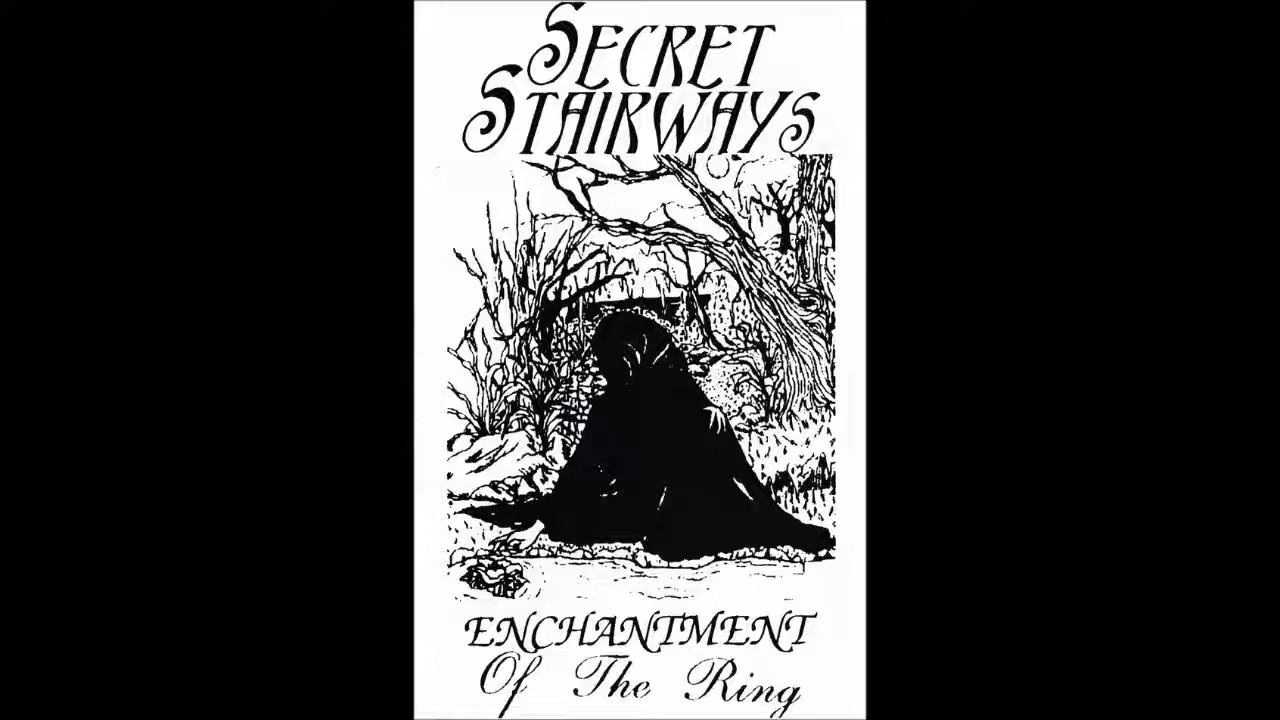 SECRET
STAIRWAYS
ENCHANTMENT
Of The Ring